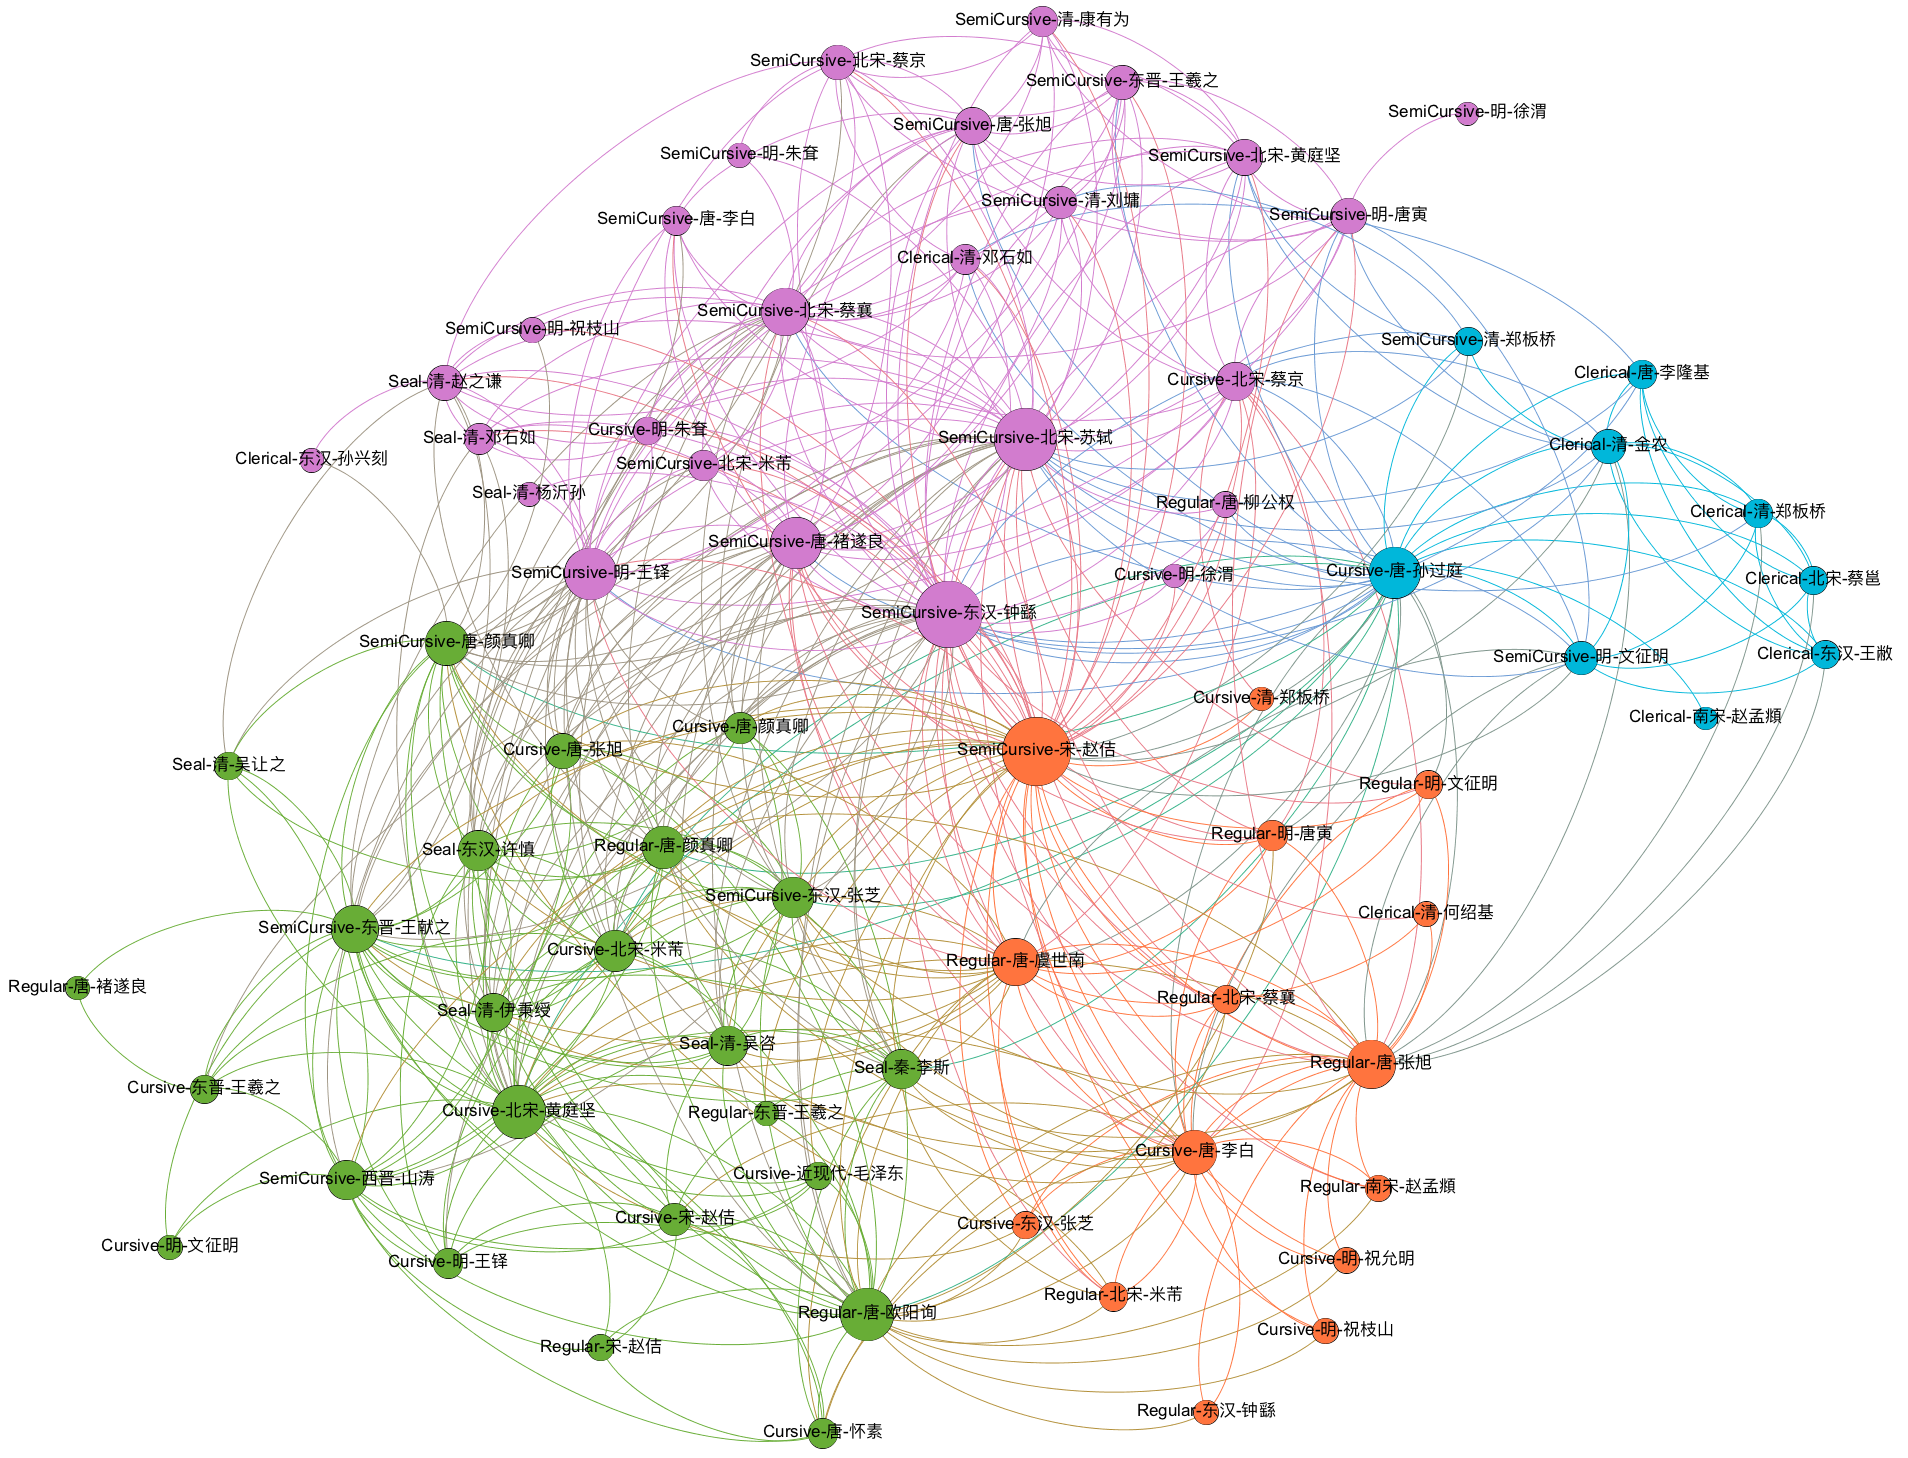 SemiCursive-清-康有为
SemiCursive-北宋-蔡京
SemiCursive-东晋-王羲之
SemiCursive-明-徐渭
SemiCursive-唐-张旭
SemiCursive-明-朱耷
SemiCursive-北宋-黄庭坚
SemiCursive-清-刘墉
SemiCursive-唐-李白
SemiCursive-明-唐寅
Clerical-清-邓石如
SemiCursive-北宋-蔡襄
SemiCursive-明-祝枝山
SemiCursive-清-郑板桥
Clerical-唐-李隆基
Seal-清-赵之谦
Cursive-北宋-蔡京
Cursive-明-朱耷
Seal-清-邓石如
SemiCursive-北宋-苏轼
Clerical-清-金农
Clerical-东汉-孙兴刻
SemiCursive-北宋-米芾
Seal-清-杨沂孙
Regular-唐-柳公权
Clerical-清-郑板桥
SemiCursive-唐-褚遂良
SemiCursive-明-王铎
Cursive-明-徐渭
Cursive-唐-孙过庭
Clerical-北宋-蔡邕
SemiCursive-东汉-钟繇
SemiCursive-唐-颜真卿
SemiCursive-明-文征明
Clerical-东汉-王敝
Cursive-清-郑板桥
Clerical-南宋-赵孟頫
Cursive-唐-颜真卿
Cursive-唐-张旭
SemiCursive-宋-赵佶
Seal-清-吴让之
Regular-明-文征明
Regular-明-唐寅
Seal-东汉-许慎
Regular-唐-颜真卿
SemiCursive-东汉-张芝
Clerical-清-何绍基
SemiCursive-东晋-王献之
Cursive-北宋-米芾
Regular-唐-虞世南
Regular-唐-褚遂良
Regular-北宋-蔡襄
Seal-清-伊秉绶
Seal-清-吴咨
Seal-秦-李斯
Regular-唐-张旭
Cursive-东晋-王羲之
Cursive-北宋-黄庭坚
Regular-东晋-王羲之
Cursive-唐-李白
SemiCursive-西晋-山涛
Cursive-近现代-毛泽东
Regular-南宋-赵孟頫
Cursive-宋-赵佶
Cursive-东汉-张芝
Cursive-明-文征明
Cursive-明-王铎
Cursive-明-祝允明
Regular-北宋-米芾
Regular-唐-欧阳询
Cursive-明-祝枝山
Regular-宋-赵佶
Regular-东汉-钟繇
Cursive-唐-怀素